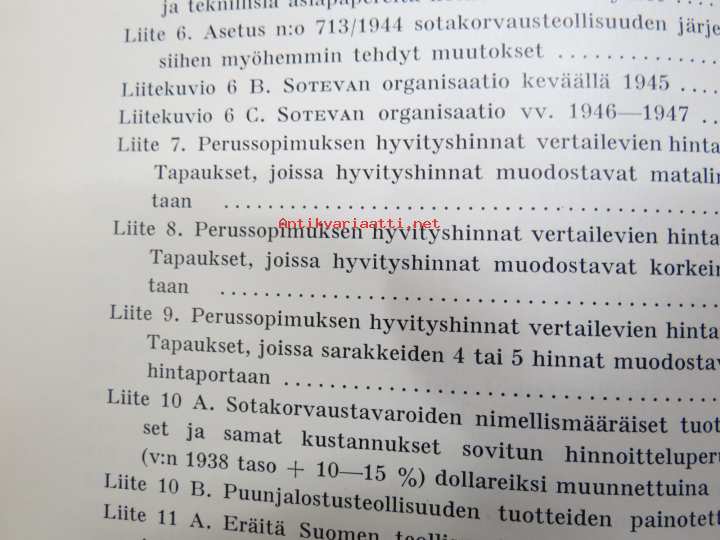 ja teknillisiä asiapapereita
Liite 6. Asetus n:o 713/1944 sotakorvausteollisuuden järje
siihen myöhemmin tehdyt muutokset ............
Liitekuvio 6 B. SOTEVAN organisaatio keväällä 1945 ....
Liitekuvio 6 C. SOTEVAN organisaatio vv. 1946—1947 ..
Liite 7. Perussopimuksen hyvityshinnat vertailevien hinta
Tapaukset, joissa hyvityshinnat muodostavat matalin
taan ........................................
Antikvariaatti.net
Liite 8. Perussopimuksen hyvityshinnat vertailevien hinta
Tapaukset, joissa hyvityshinnat muodostavat korkein
taan ........................................
Liite 9. Perussopimuksen hyvityshinnat vertailevien hinta
Tapaukset, joissa sarakkeiden 4 tai 5 hinnat muodostav
hintaportaan ................................
Liite 10 A. Sotakorvaustavaroiden nimellismääräiset tuot
set ja samat kustannukset sovitun hinnoitteluperu
(v:n 1938 taso + 10—15 %) dollareiksi muunnettuina
Liite 10 B. Puunjalostusteollisuuden tuotteiden painotet
Liite 11 A. Eräitä Suomen